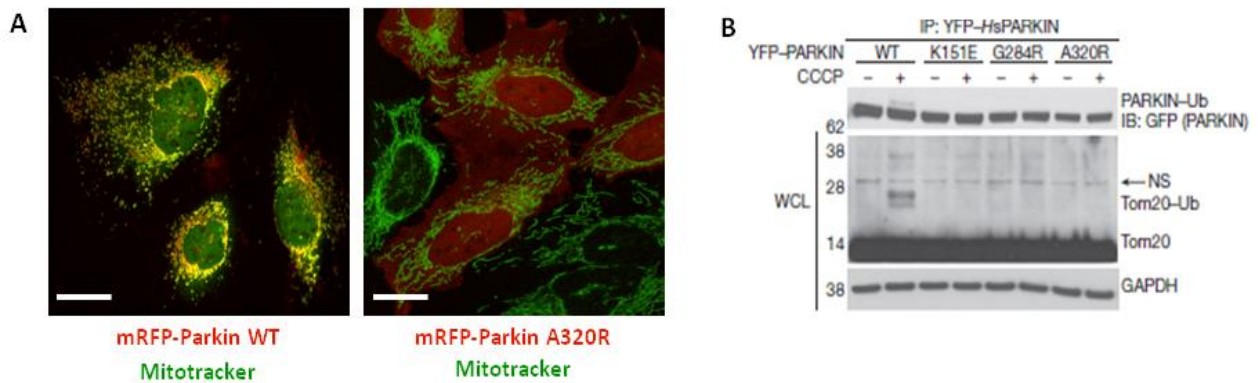 A
mRFP-Parkin WT
Mitotracker
mRFP-Parkin A320R
Mitotracker
B
IP: YFP–HsPARKIN
YFP–PARKIN WT K151E G284R A320R
CCCP – + – + – + – +
PARKIN–Ub
IB: GFP (PARKIN)
62
38
NS
28
Tom20–Ub
WCL
14
Tom20
38
GAPDH